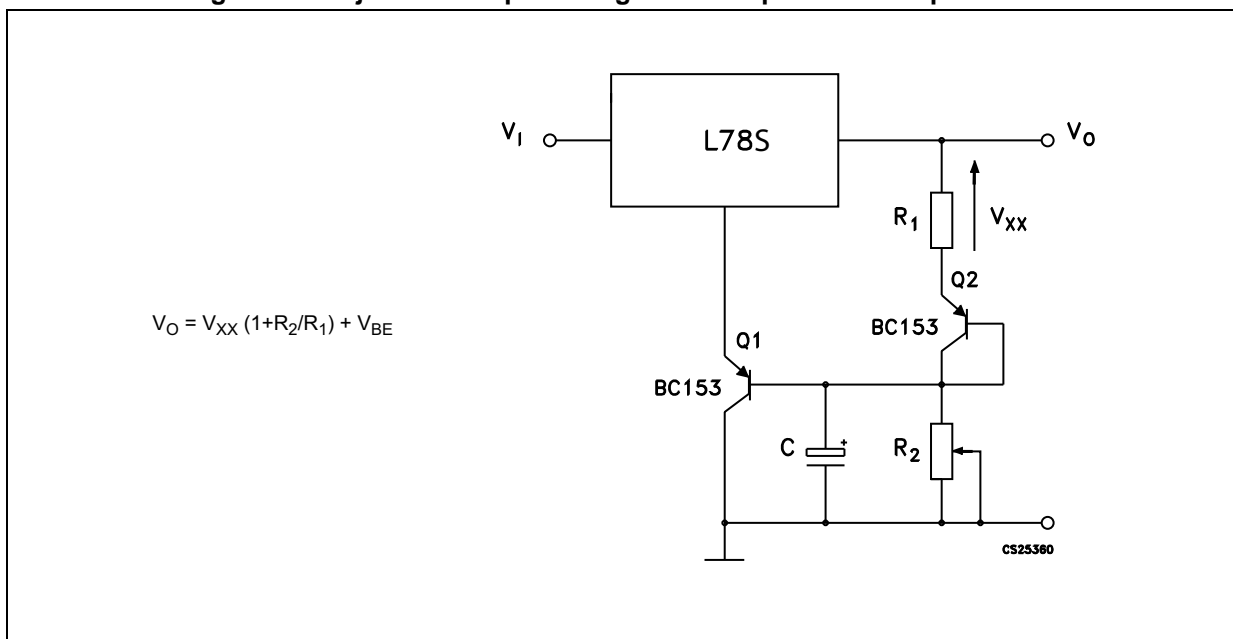 L78S
V_I
V_O
R_1
V_XX
Q2
BC153
V_O = V_XX (1+R_2/R_1) + V_BE
Q1
BC153
C
+
R_2
CS25360